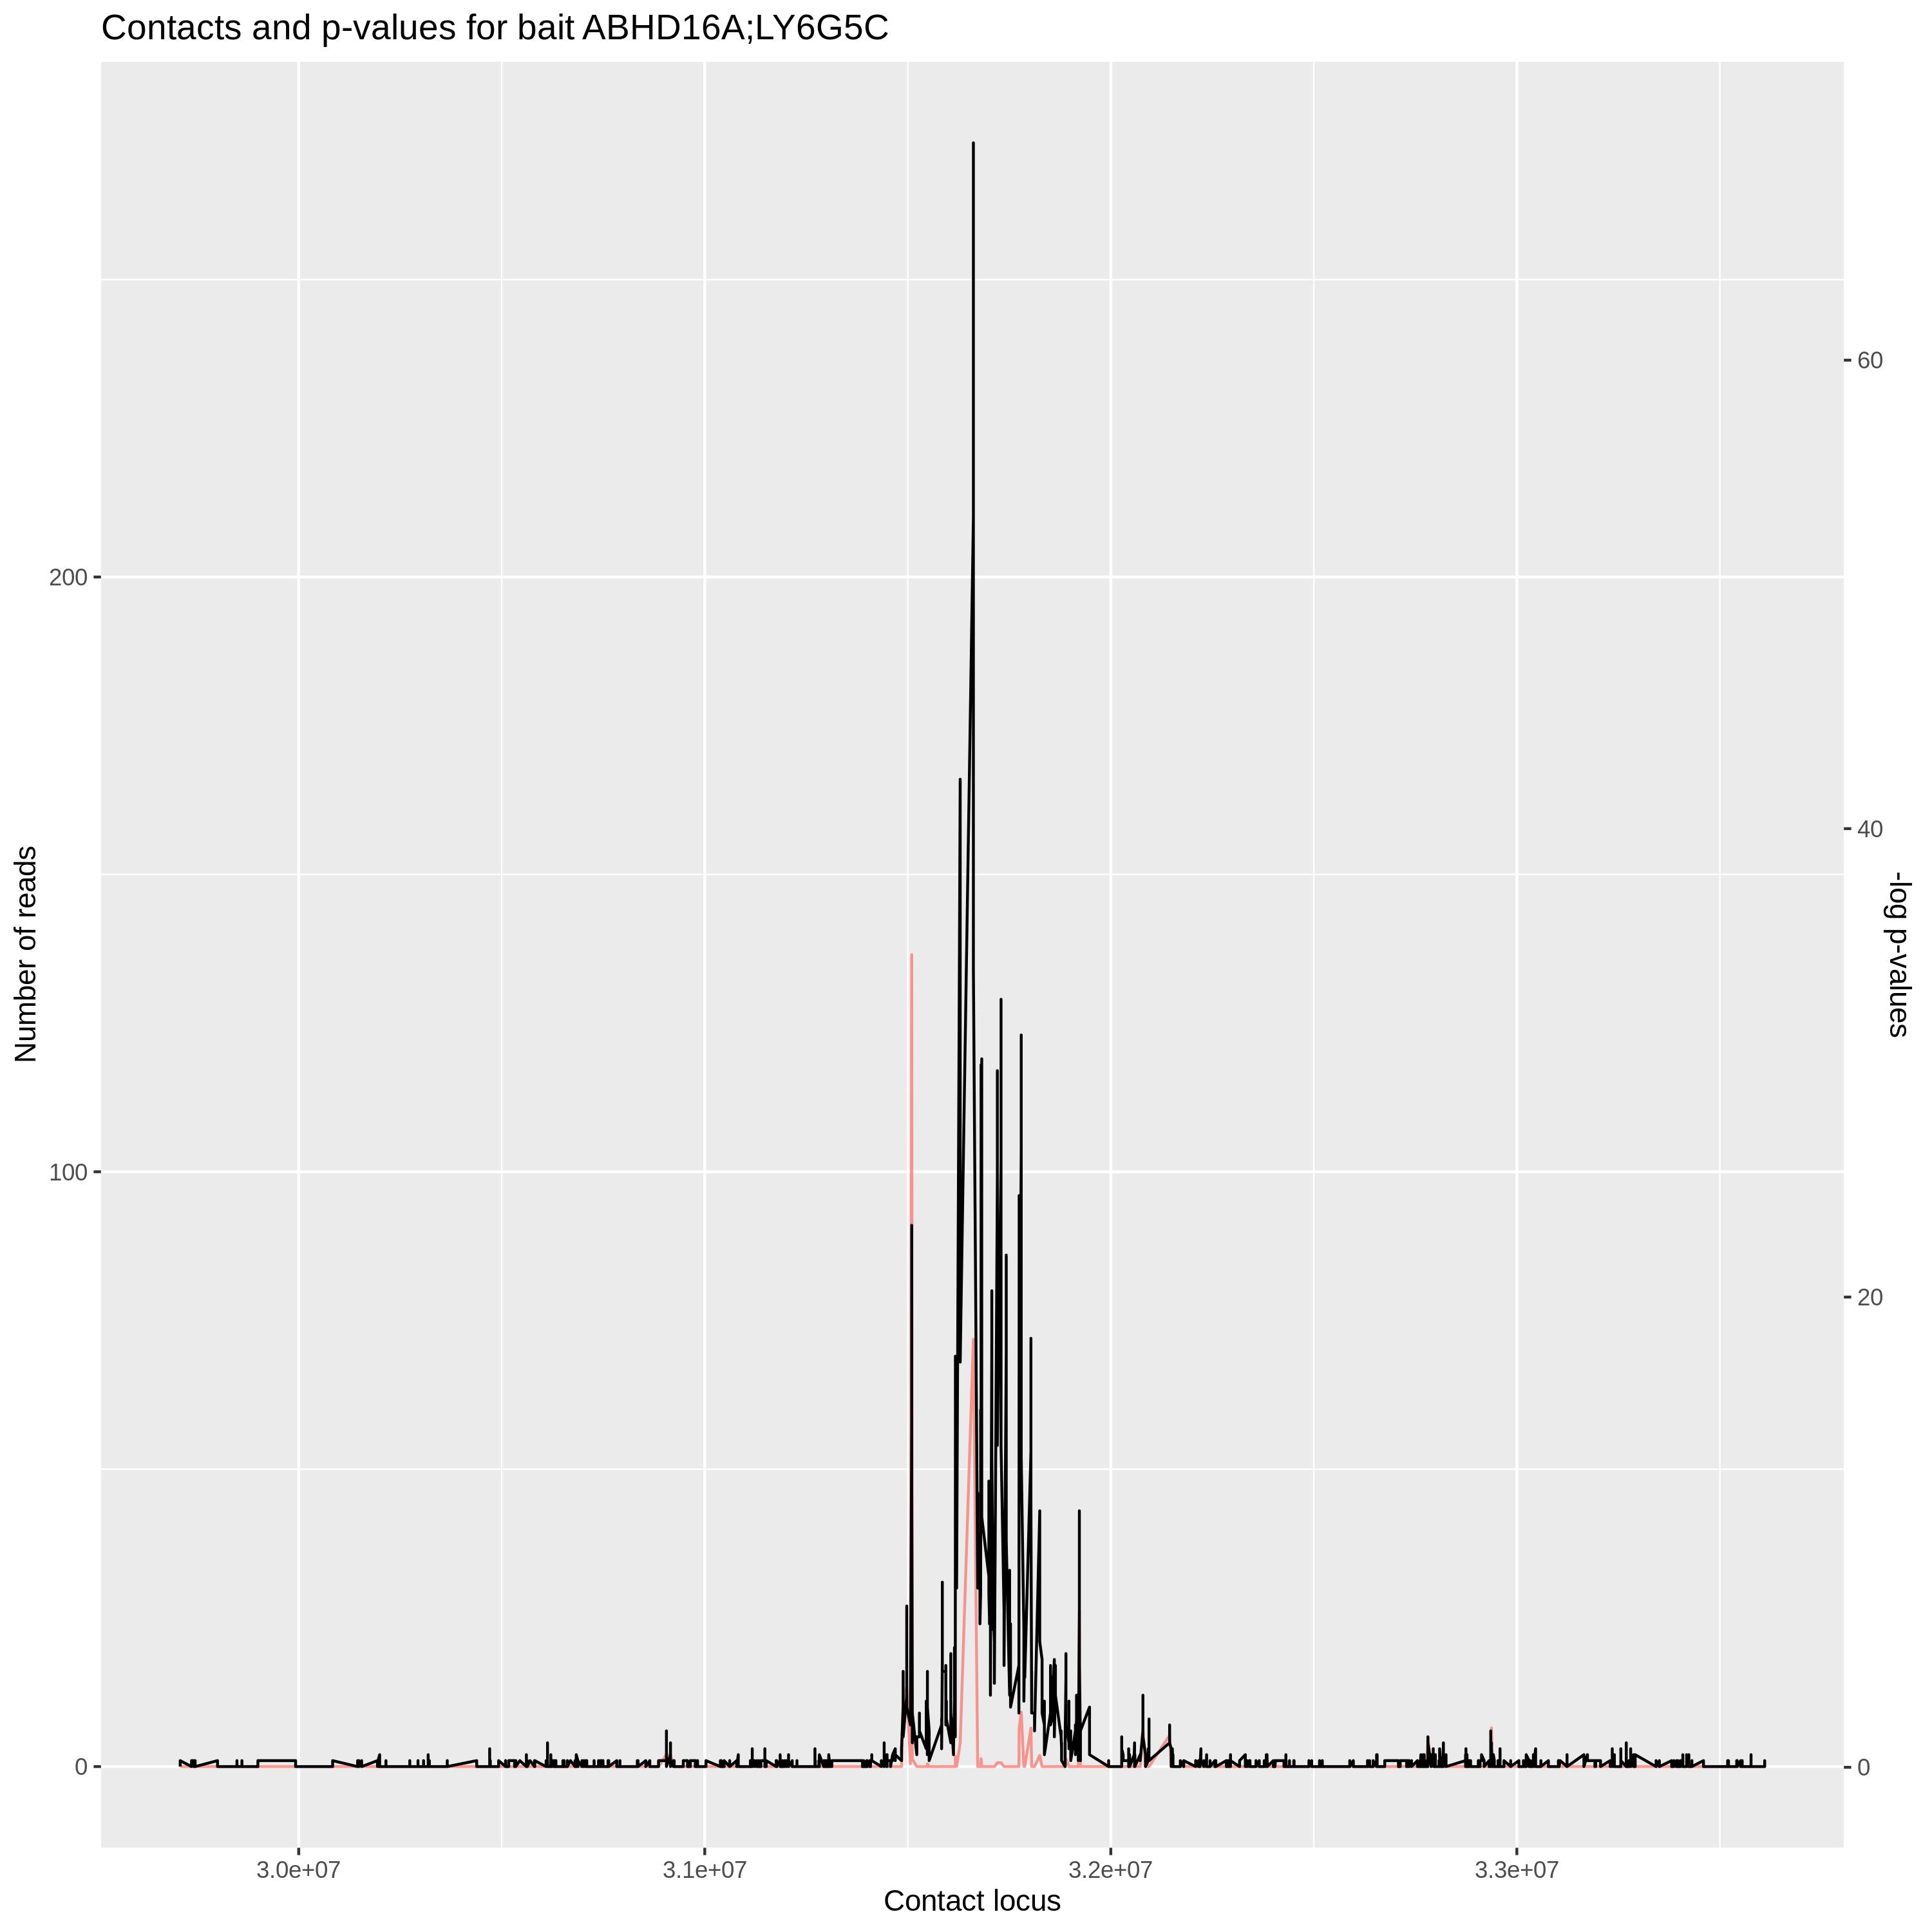 Contacts and p-values for bait ABHD16A;LY6G5C
Number of reads
200
100
0
60
40
20
0
-log p-values
3.0e+07
3.1e+07
3.2e+07
3.3e+07
Contact locus